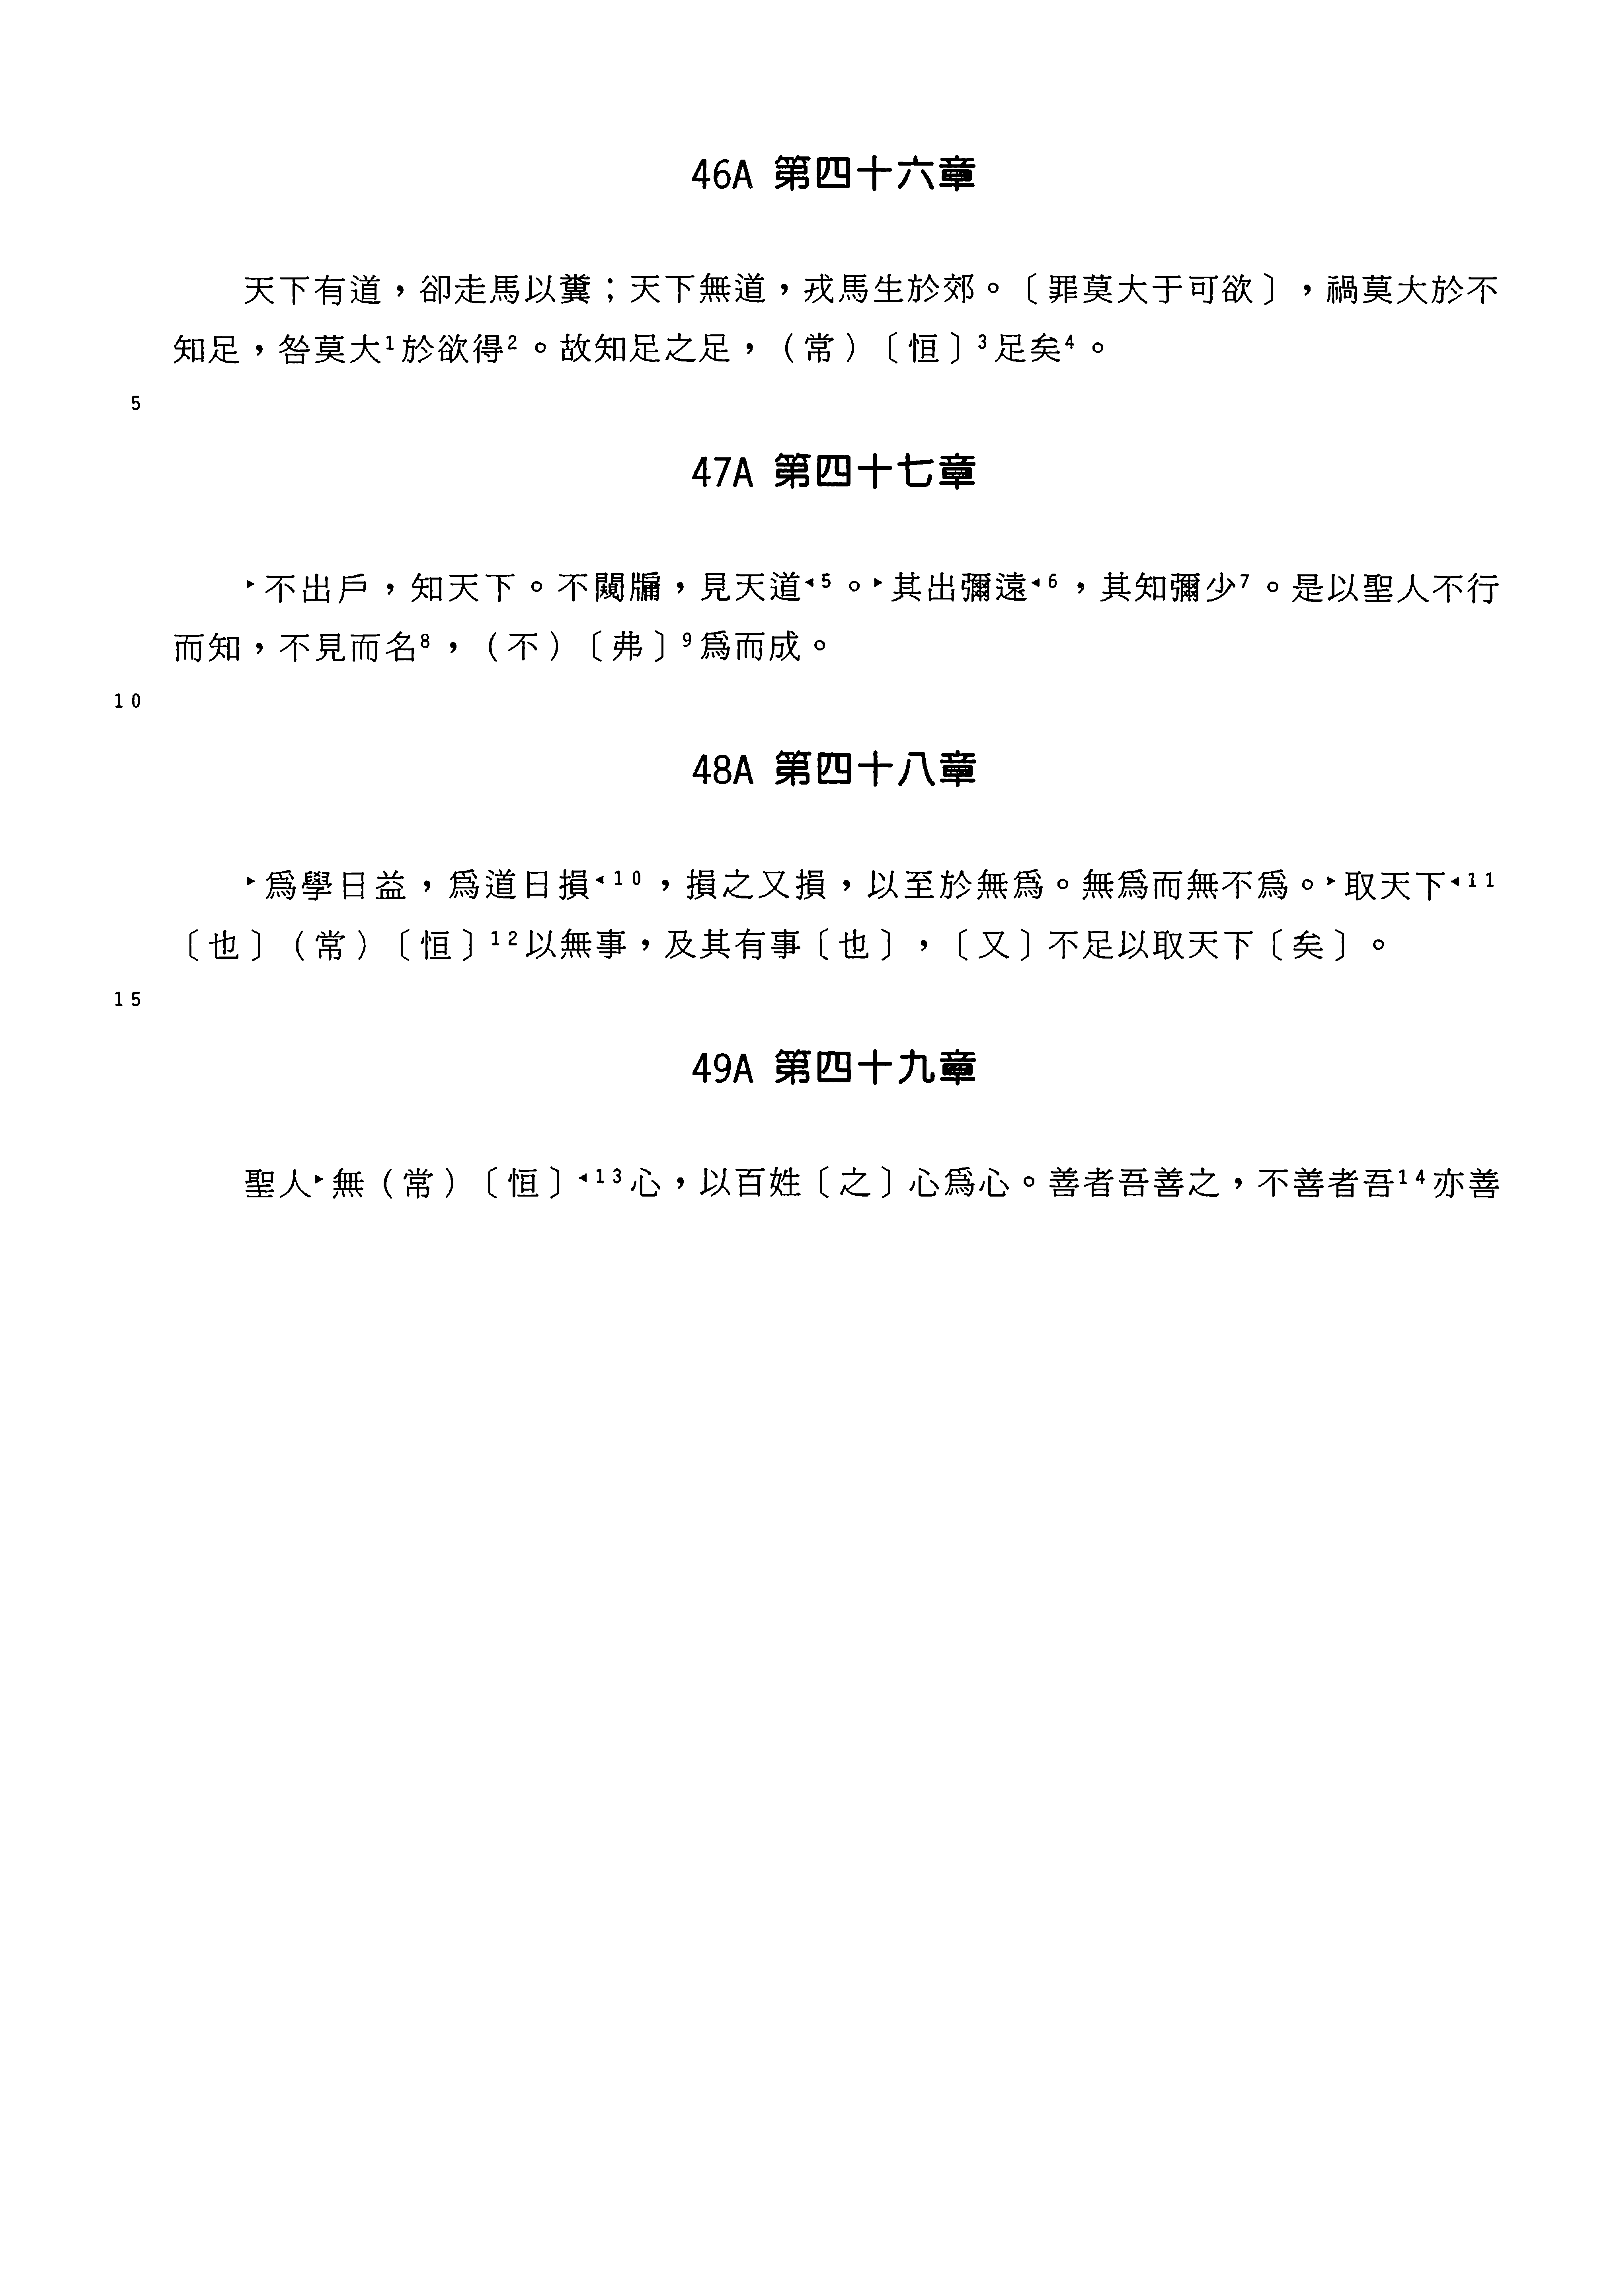 46A 第四十六章
天下有道，卻走馬以糞；天下無道，戎馬生於郊。〔罪莫大于可欲〕，禍莫大於不
知足，咎莫大1於欲得2。故知足之足，（常）〔恒〕3足矣4。
5
47A 第四十七章
▸不出戶，知天下。不闚牖，見天道◂5。▸其出彌遠◂6，其知彌少7。是以聖人不行
而知，不見而名8，（不）〔弗〕9爲而成。
10
48A 第四十八章
▸爲學日益，爲道日損◂10，損之又損，以至於無爲。無爲而無不爲。▸取天下◂11
〔也〕（常）〔恒〕12以無事，及其有事〔也〕，〔又〕不足以取天下〔矣〕。
15
49A 第四十九章
聖人▸無（常）〔恒〕◂13心，以百姓〔之〕心爲心。善者吾善之，不善者吾14亦善